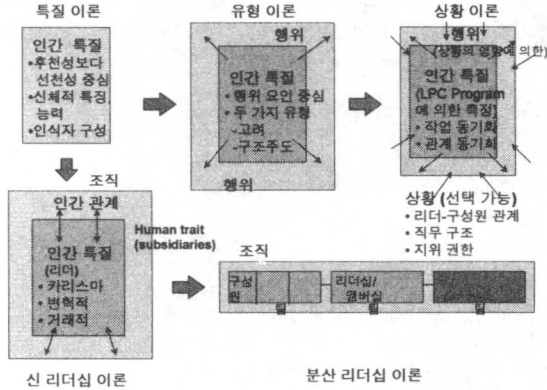 특질 이론
인간 특질
•후천성보다
선천성 중심
•신체적 특징,
능력
•인식자 구성
유형 이론
행위
인간 특질
• 행위 요인 중심
• 두 가지 유형
-고려
-구조주도
행위
상황 이론
행위
(상황의 영향에 의한)
인간 특질
(LPC Program
에 의한 측정)
• 작업 동기화
• 관계 동기화
상황 (선택 가능)
• 리더-구성원 관계
• 직무 구조
• 지위 권한
조직
인간 관계
인간 특질
(리더)
• 카리스마
• 변혁적
• 거래적
Human trait
(subsidiaries)
신 리더십 이론
조직
구성
원
리더십/
멤버십
팀
팀
팀
분산 리더십 이론